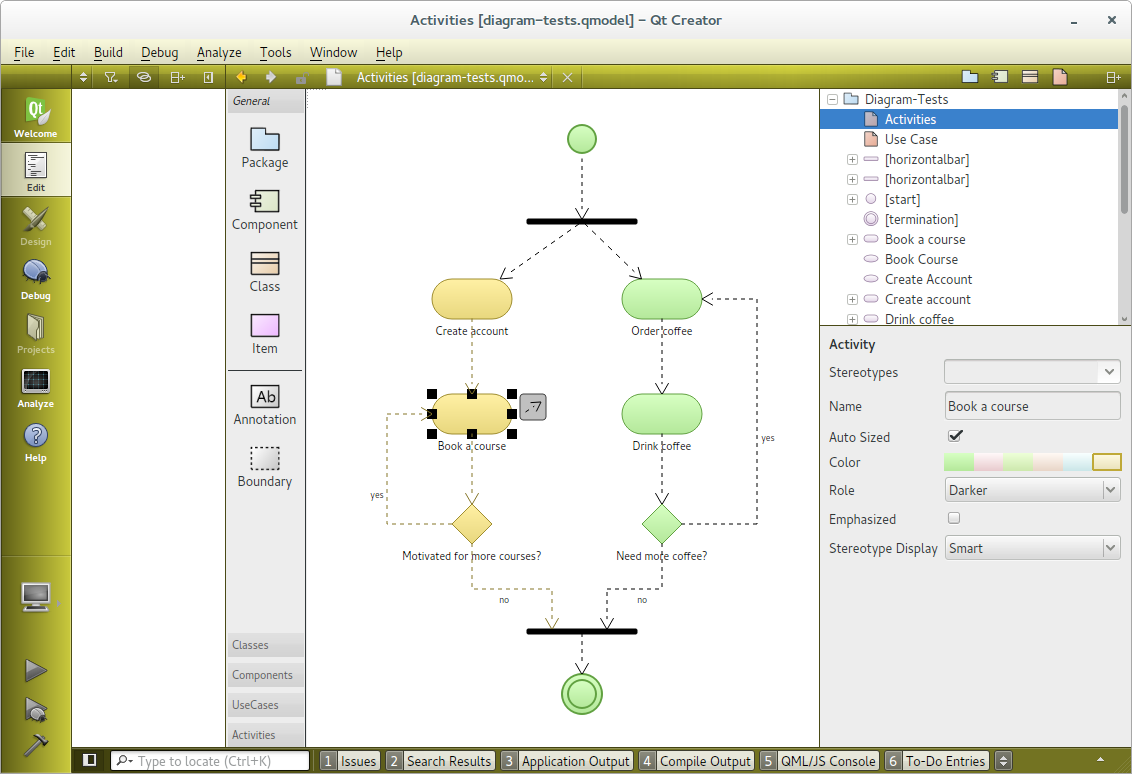 Activities [diagram-tests.qmodel] – Qt Creator
File Edit Build Debug Analyze Tools Window Help
Activities [diagram-tests.qmo...
Qt
Welcome
Edit
Design
Debug
Projects
Analyze
Help
General
Package
Component
Class
Item
Ab
Annotation
Boundary
Classes
Components
UseCases
Activities
Create account
Order coffee
Book a course
Drink coffee
yes
yes
Motivated for more courses?
Need more coffee?
no
no
Diagram-Tests
Activities
Use Case
[horizontalbar]
[horizontalbar]
[start]
[termination]
Book a course
Book Course
Create Account
Create account
Drink coffee
Activity
Stereotypes
Name Book a course
Auto Sized
Color
Role Darker
Emphasized
Stereotype Display Smart
Type to locate (Ctrl+K) 1 Issues 2 Search Results 3 Application Output 4 Compile Output 5 QML/JS Console 6 To-Do Entries